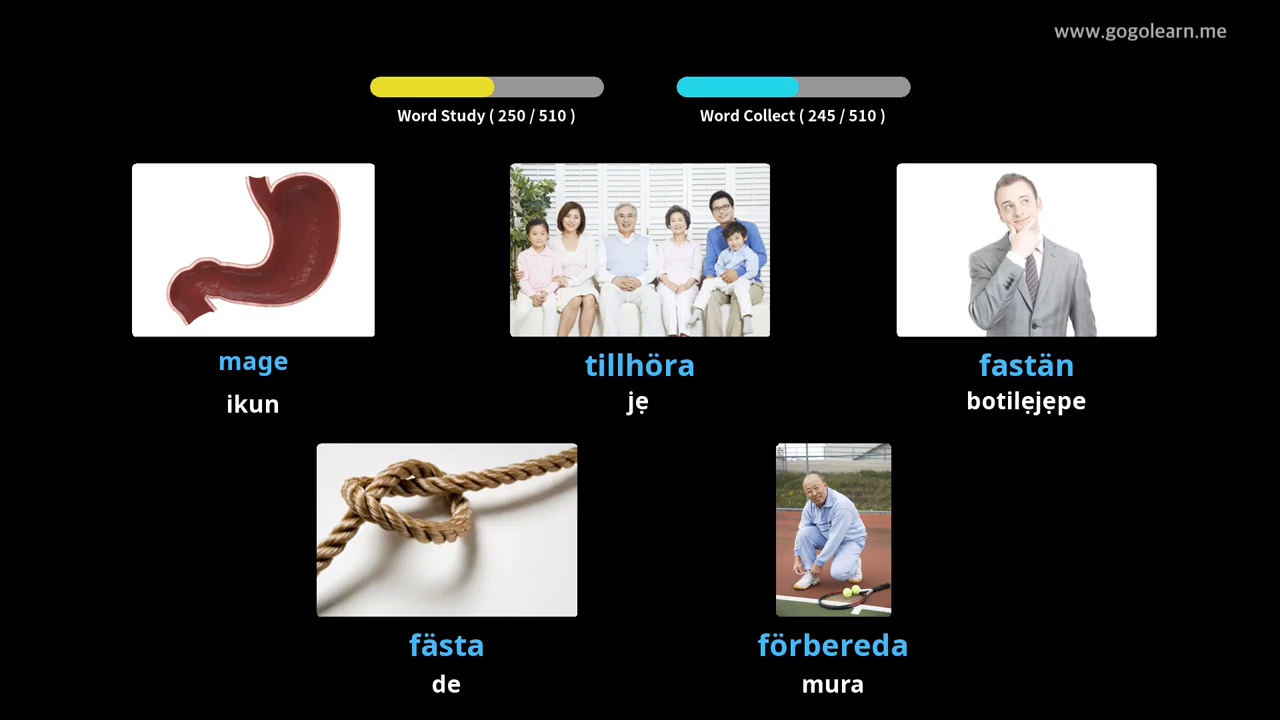 www.gogolearn.me
Word Study ( 250 / 510 )
Word Collect ( 245 / 510 )
mage
ikun
tillhöra
jẹ
fastän
botilẹjẹpe
fästa
de
förbereda
mura